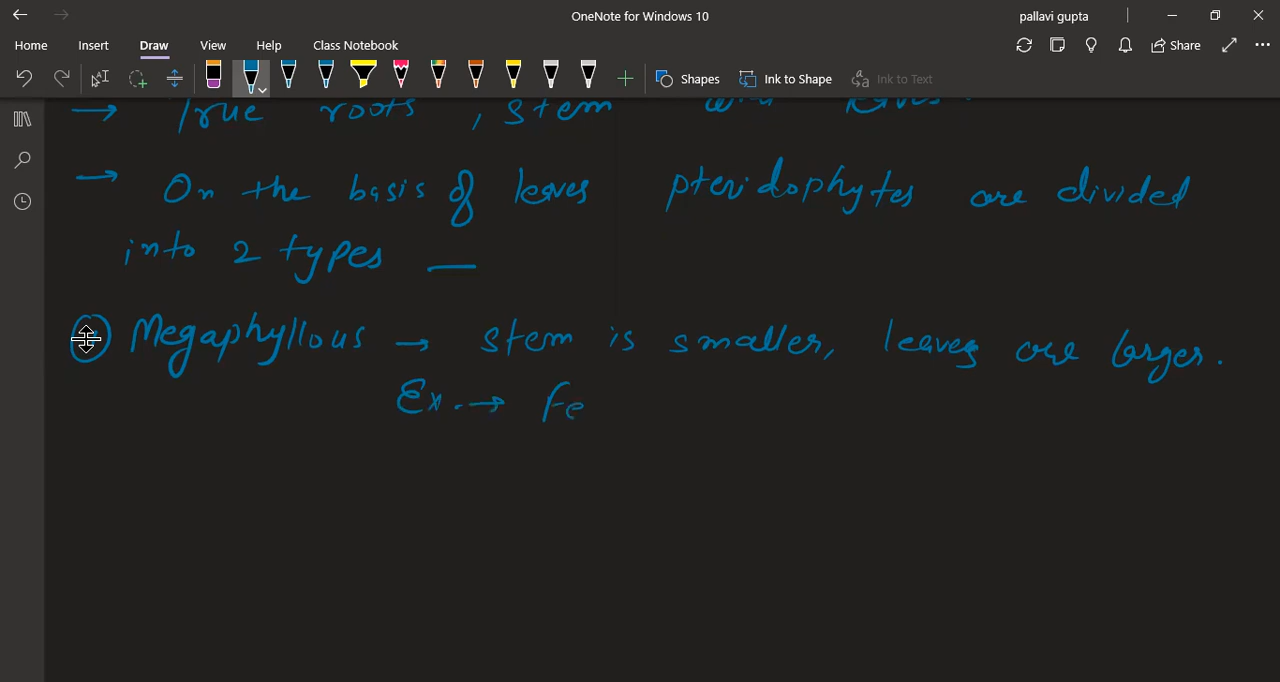 OneNote for Windows 10
pallavi gupta
Home Insert Draw View Help Class Notebook
Share
Shapes Ink to Shape Ink to Text
→ True roots, stem with leaves.
→ On the basis of leaves pteridophytes are divided
into 2 types —
Megaphyllous → stem is smaller, leaves are larger.
Ex. → Fe